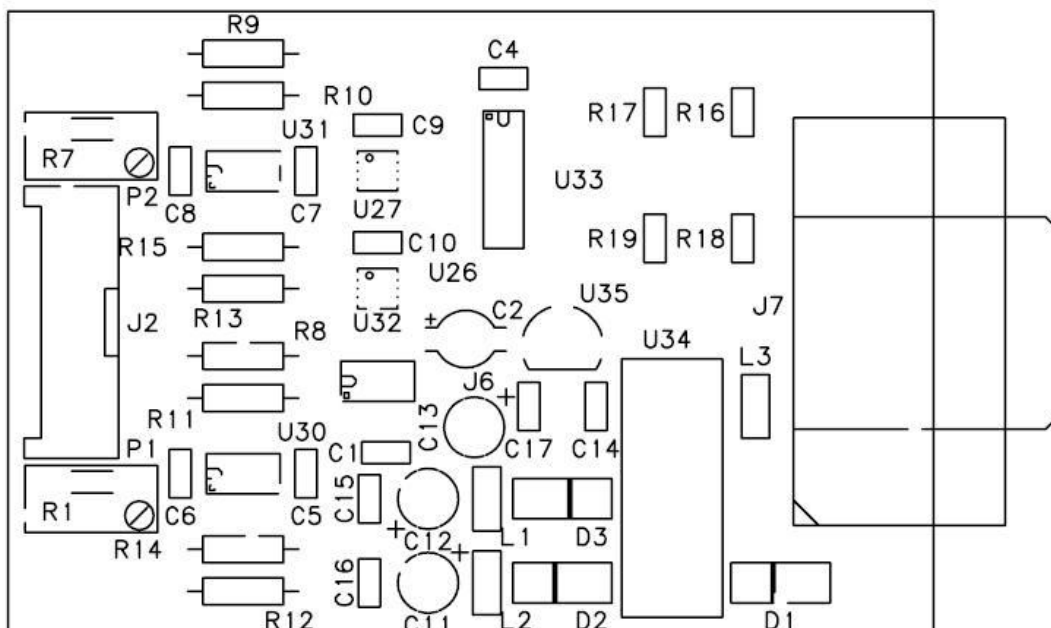 R9
C4
R10
R17 R16
C9
U31
R7
U33
P2
U27
C8 C7
R15
C10
R19 R18
U26
U35
J7
R13
J2
U32
C2
R8
U34
L3
+
J6
+
R11
C13
U30
C17 C14
P1
C1
C15
R1
C6 C5
+
L1 D3
C12
R14
+
C16
R12
C11
L2 D2 D1